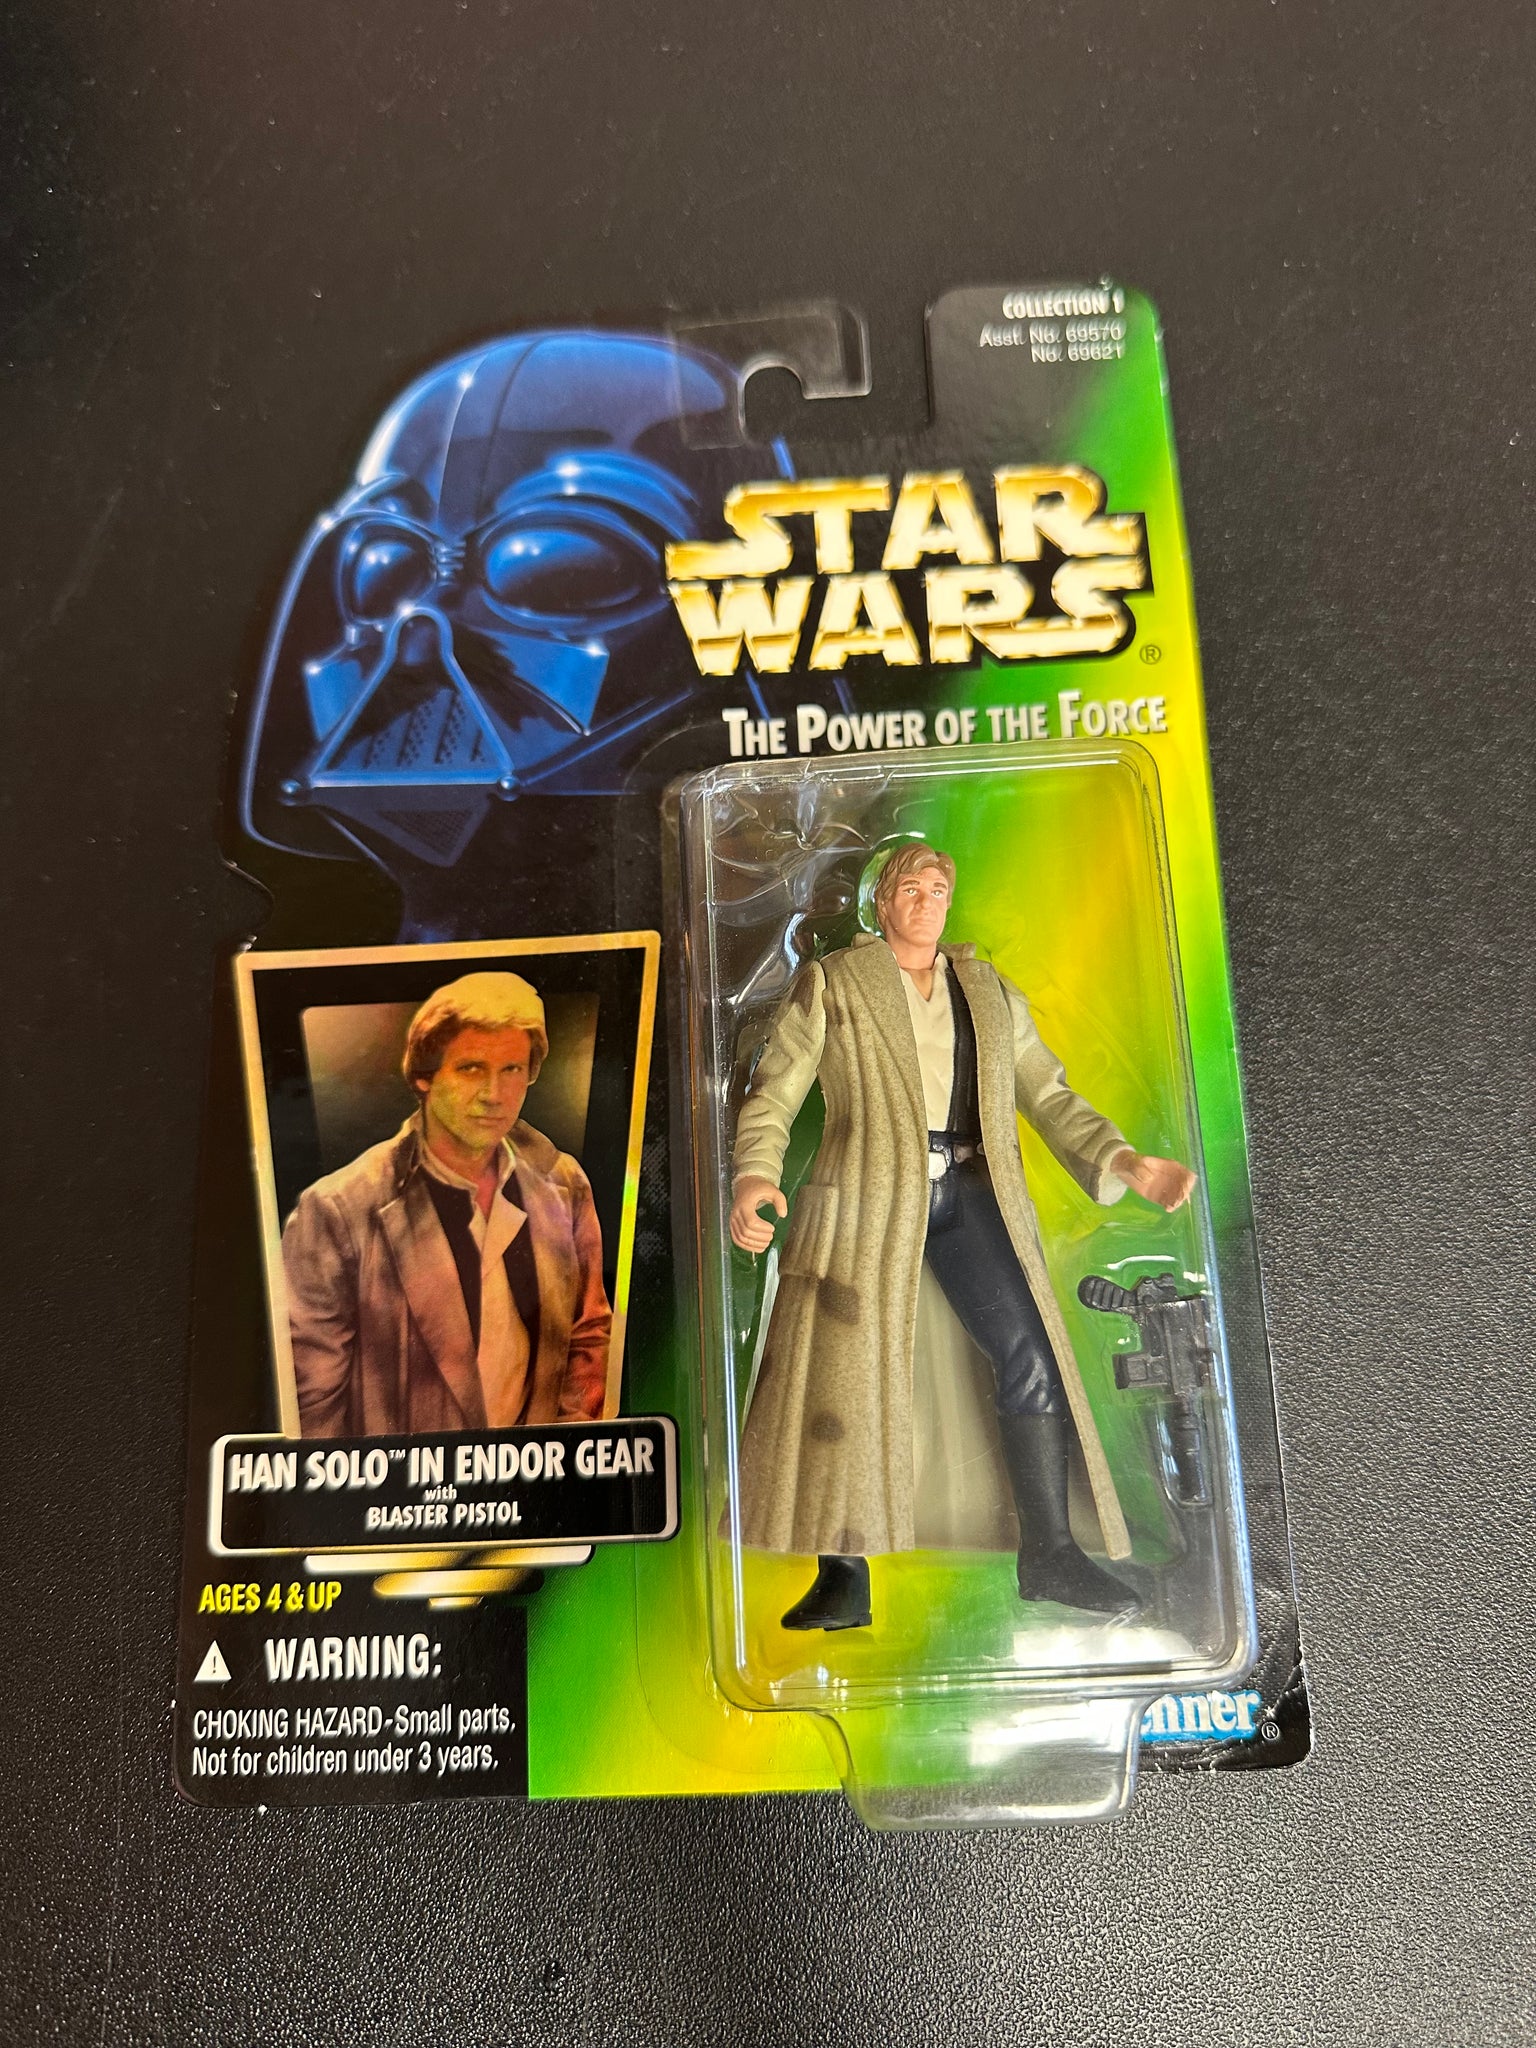 COLLECTION 1
Asst. No. 69570
No. 69621
STAR
WARS®
THE POWER OF THE FORCE
HAN SOLO™ IN ENDOR GEAR
with
BLASTER PISTOL
AGES 4 & UP
WARNING:
CHOKING HAZARD-Small parts.
Not for children under 3 years.
enner®